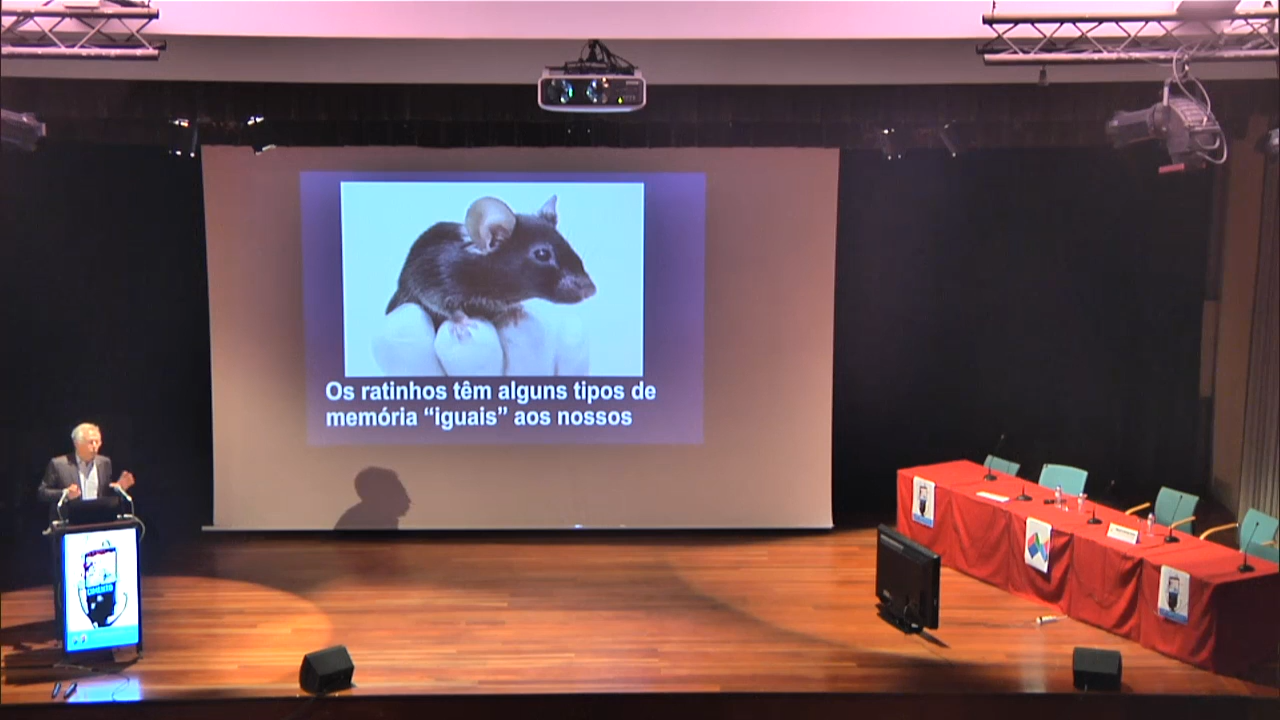 Os ratinhos têm alguns tipos de
memória “iguais” aos nossos